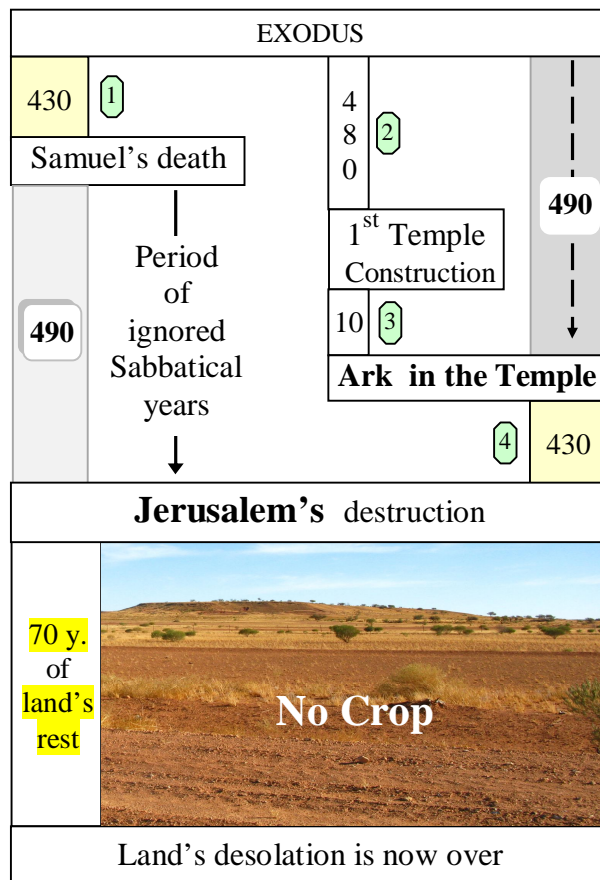 EXODUS
430
1
4
8
0
2
490
Samuel's death
1st Temple
Construction
Period
of
ignored
Sabbatical
years
490
10
3
Ark in the Temple
4
430
Jerusalem's destruction
70 y.
of
land's
rest
No Crop
Land's desolation is now over